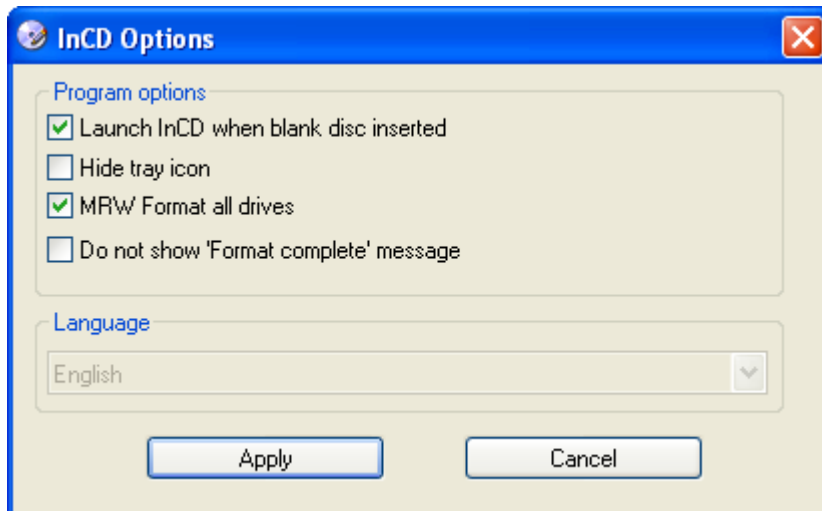 InCD Options
Program options
Launch InCD when blank disc inserted
Hide tray icon
MRW Format all drives
Do not show 'Format complete' message
Language
English
Apply Cancel